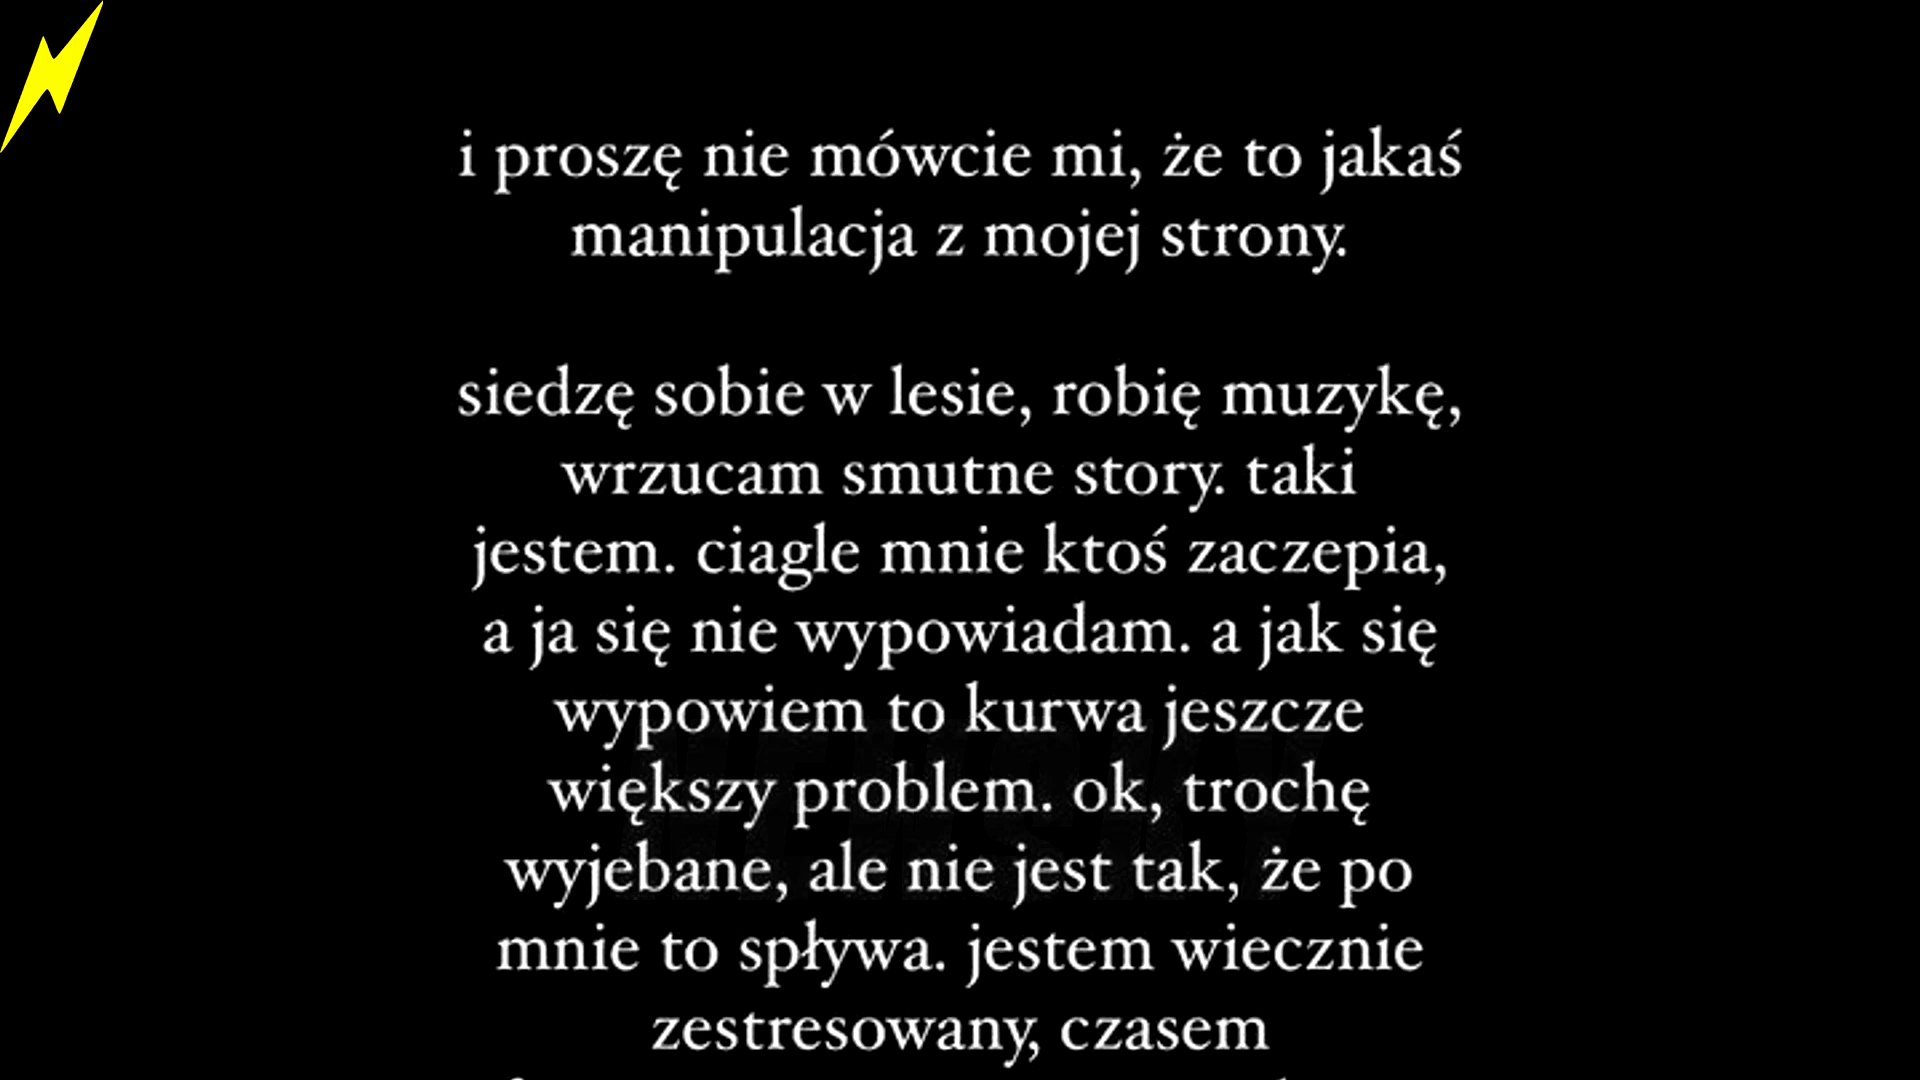 i proszę nie mówcie mi, że to jakaś
manipulacja z mojej strony.
siedzę sobie w lesie, robię muzykę,
wrzucam smutne story. taki
jestem. ciagle mnie ktoś zaczepia,
a ja się nie wypowiadam. a jak się
wypowiem to kurwa jeszcze
większy problem. ok, trochę
wyjebane, ale nie jest tak, że po
mnie to spływa. jestem wiecznie
zestresowany, czasem